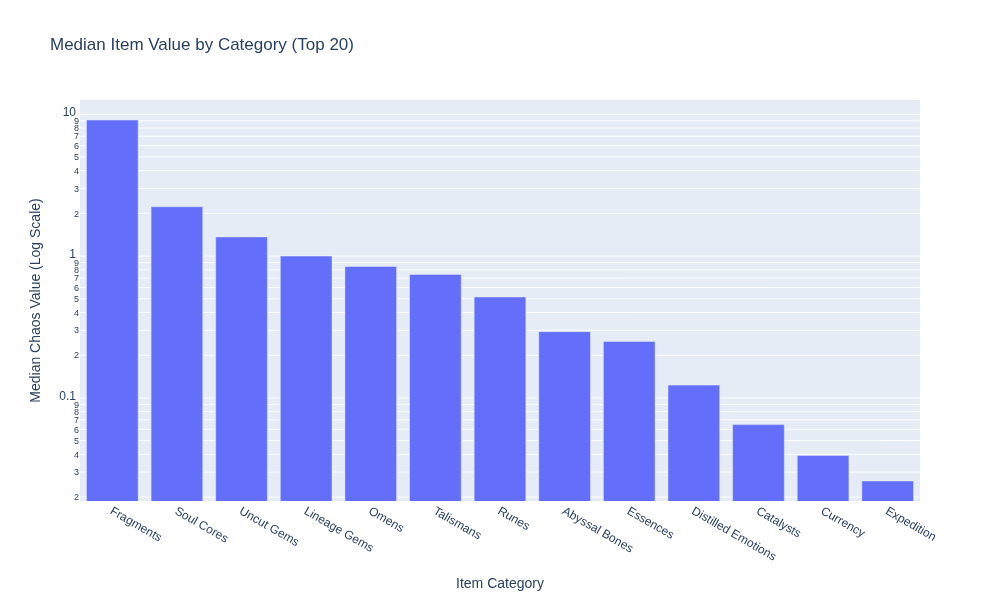 Median Item Value by Category (Top 20)
Median Chaos Value (Log Scale)
10
9
8
7
6
5
4
3
2
1
9
8
7
6
5
4
3
2
0.1
9
8
7
6
5
4
3
2
Fragments
Soul Cores
Uncut Gems
Lineage Gems
Omens
Talismans
Runes
Abyssal Bones
Essences
Distilled Emotions
Catalysts
Currency
Expedition
Item Category